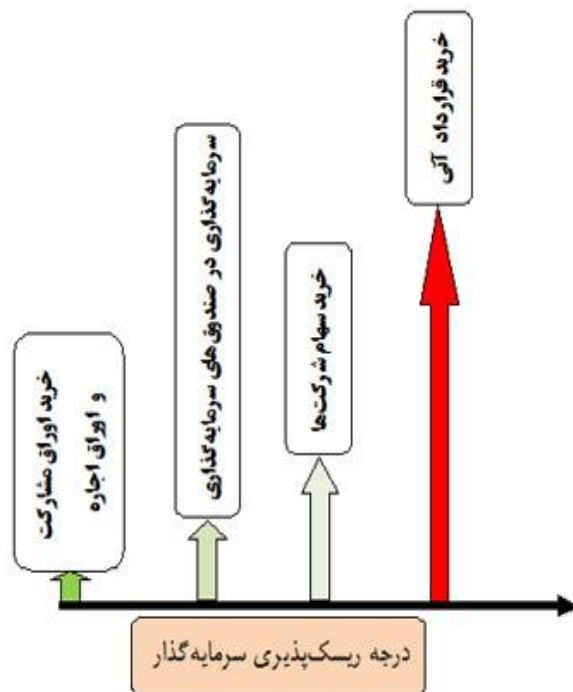 خرید قرارداد آتی
خرید سهام شرکت‌ها
سرمایه‌گذاری در صندوق‌های سرمایه‌گذاری
خرید اوراق مشارکت
و اوراق اجاره
درجه ریسک‌پذیری سرمایه‌گذار